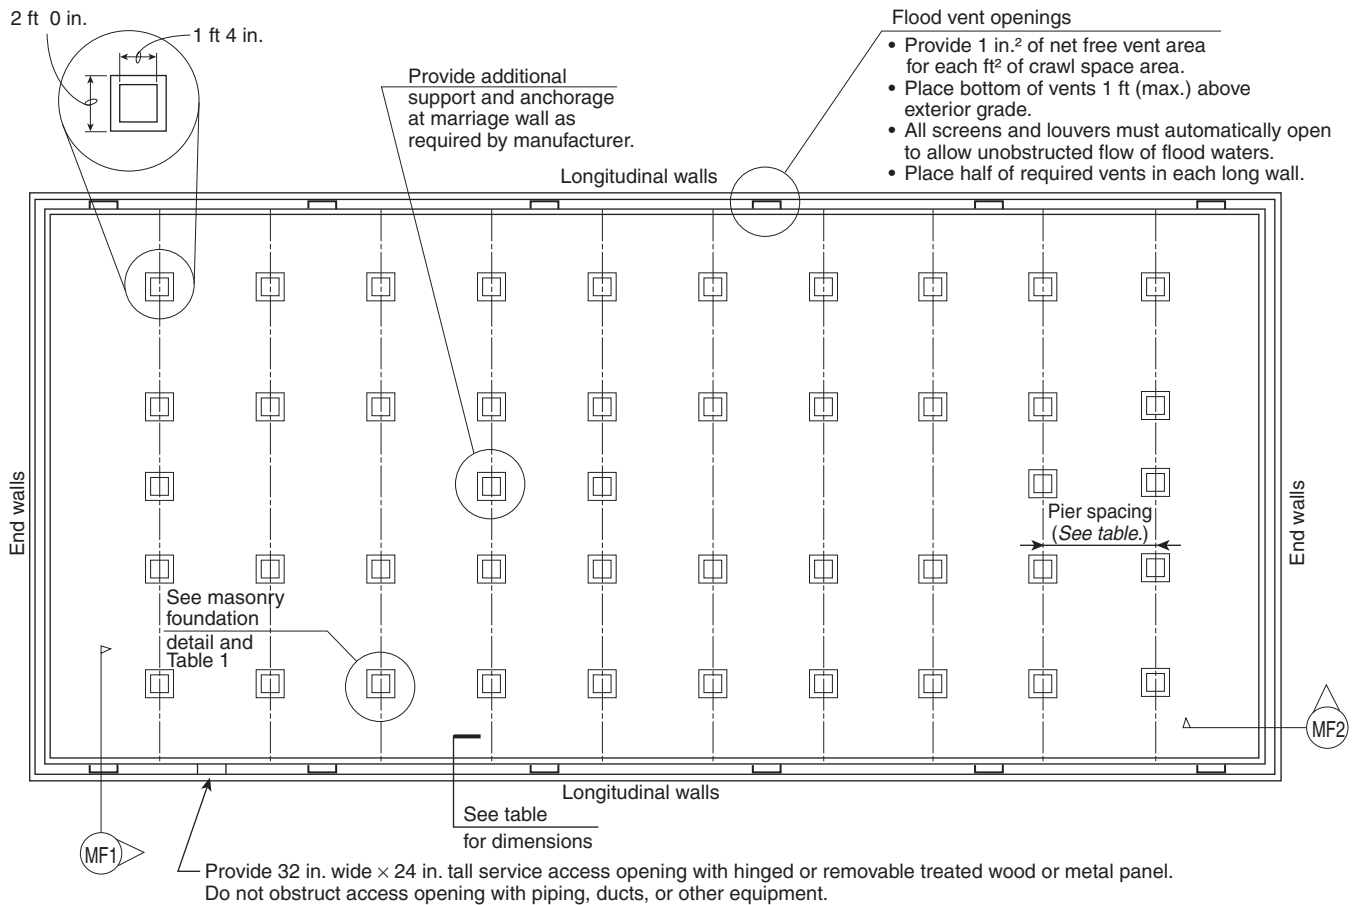 2 ft 0 in.
1 ft 4 in.
Provide additional
support and anchorage
at marriage wall as
required by manufacturer.
Flood vent openings
• Provide 1 in.² of net free vent area
for each ft² of crawl space area.
• Place bottom of vents 1 ft (max.) above
exterior grade.
• All screens and louvers must automatically open
to allow unobstructed flow of flood waters.
• Place half of required vents in each long wall.
Longitudinal walls
End walls
End walls
Pier spacing
(See table.)
See masonry
foundation
detail and
Table 1
MF2
MF1
Longitudinal walls
See table
for dimensions
Provide 32 in. wide × 24 in. tall service access opening with hinged or removable treated wood or metal panel.
Do not obstruct access opening with piping, ducts, or other equipment.